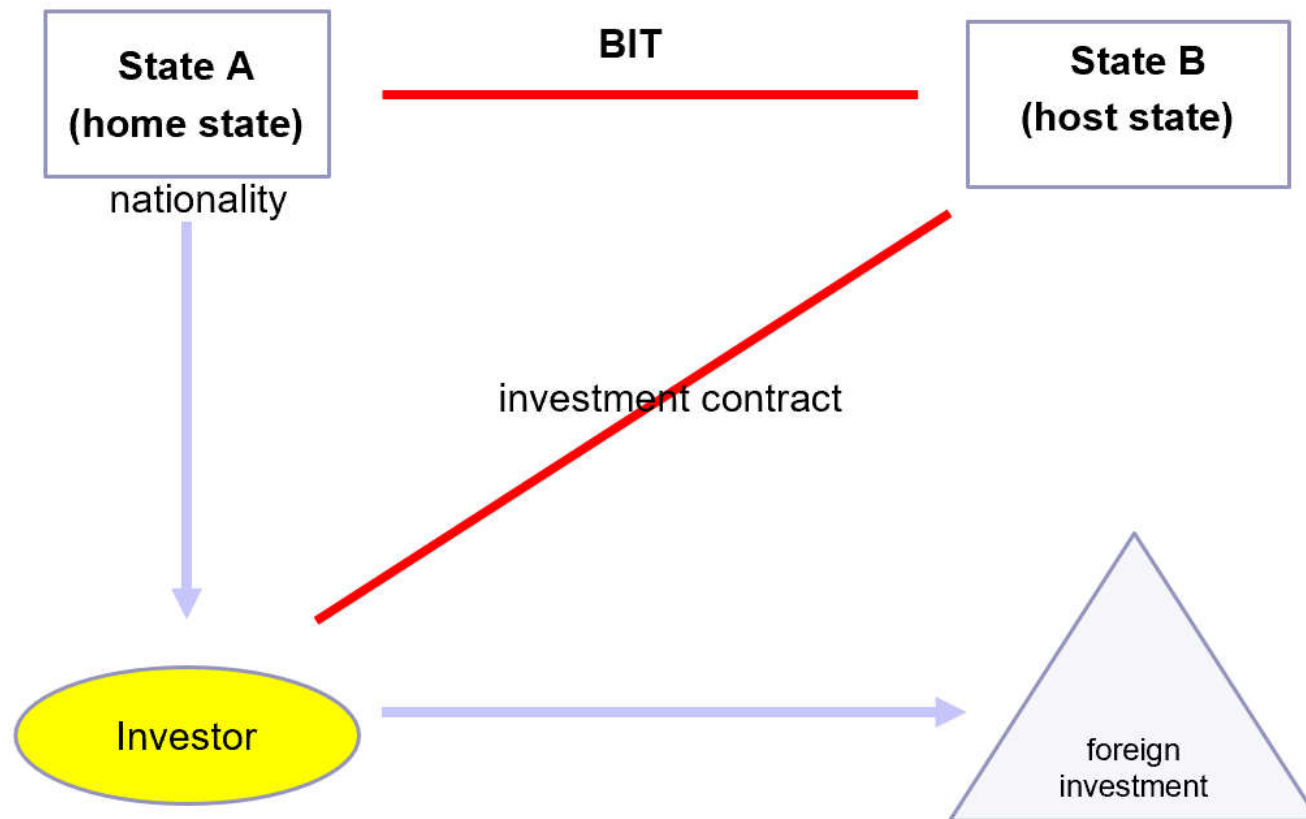 State A
(home state)
BIT
State B
(host state)
nationality
investment contract
Investor
foreign
investment